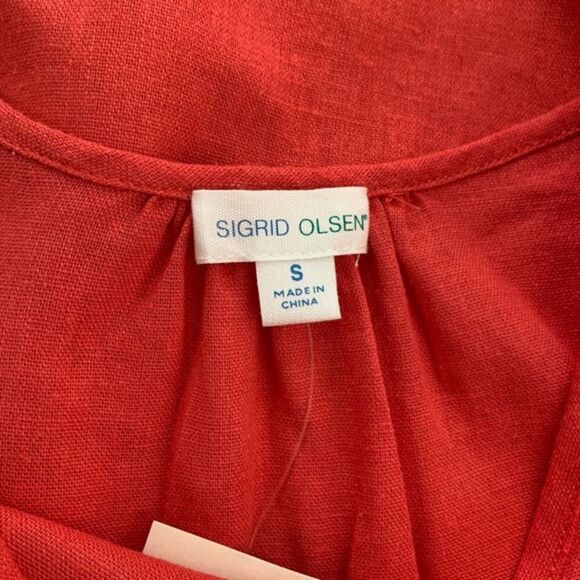 SIGRID OLSEN®
S
MADE IN
CHINA